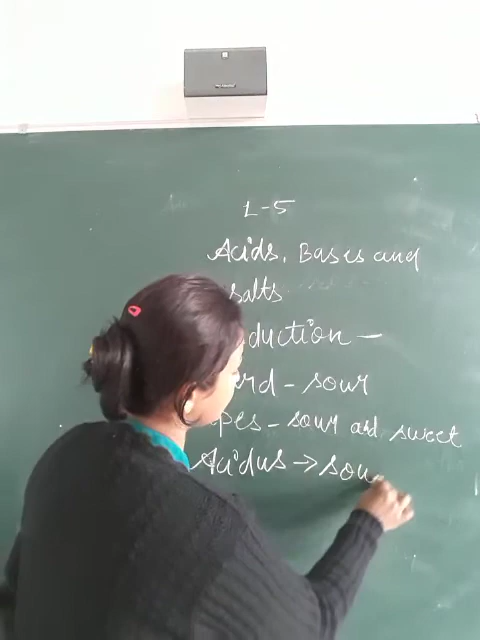 L-5
Acids, Bases and
salts
duction —
rd - sour
pes - sour and sweet
Acidus → sou